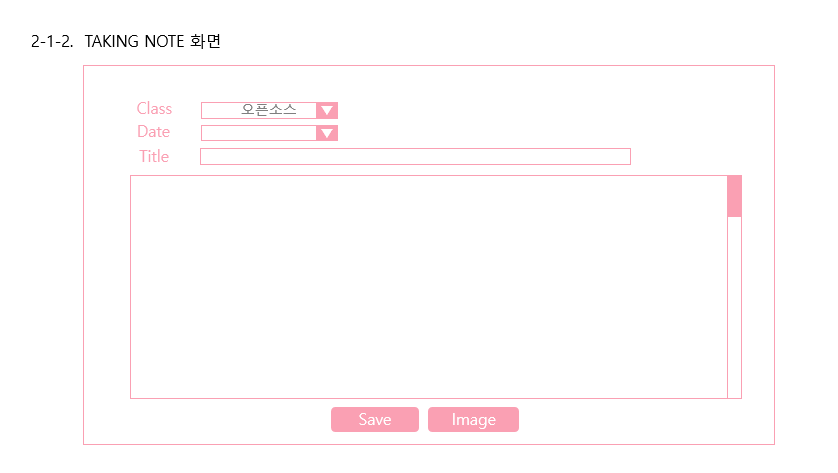 2-1-2. TAKING NOTE 화면
Class 오픈소스
Date
Title
Save Image